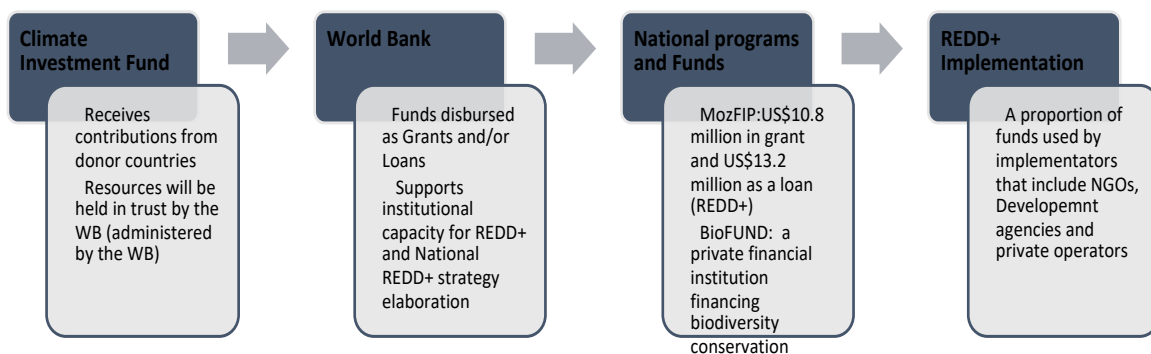 Climate
Investment Fund
Receives
contributions from
donor countries
Resources will be
held in trust by the
WB (administered
by the WB)
World Bank
Funds disbursed
as Grants and/or
Loans
Supports
institutional
capacity for REDD+
and National
REDD+ strategy
elaboration
National programs
and Funds
MozFIP:US$10.8
million in grant
and US$13.2
million as a loan
(REDD+)
BioFUND: a
private financial
institution
financing
biodiversity
conservation
REDD+
Implementation
A proportion of
funds used by
implementators
that include NGOs,
Developemnt
agencies and
private operators